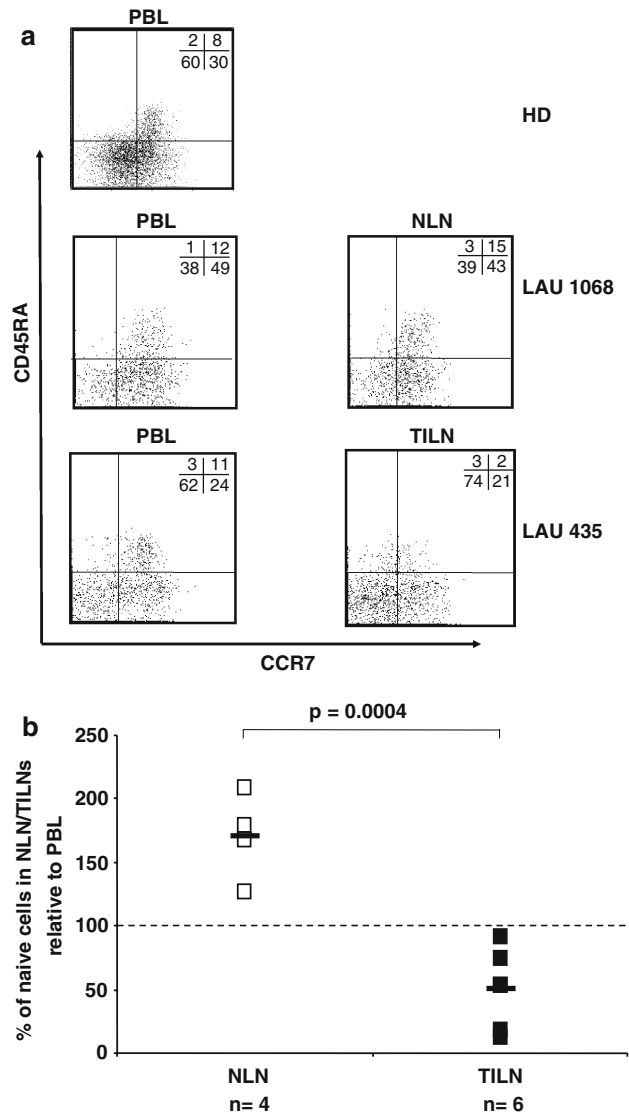 a
PBL
2 8
60 30
HD
PBL
1 12
38 49
NLN
3 15
39 43
LAU 1068
PBL
3 11
62 24
TILN
3 2
74 21
LAU 435
CD45RA
CCR7
b
p = 0.0004
% of naive cells in NLN/TILNs
relative to PBL
250
200
150
100
50
0
NLN
n= 4
TILN
n= 6